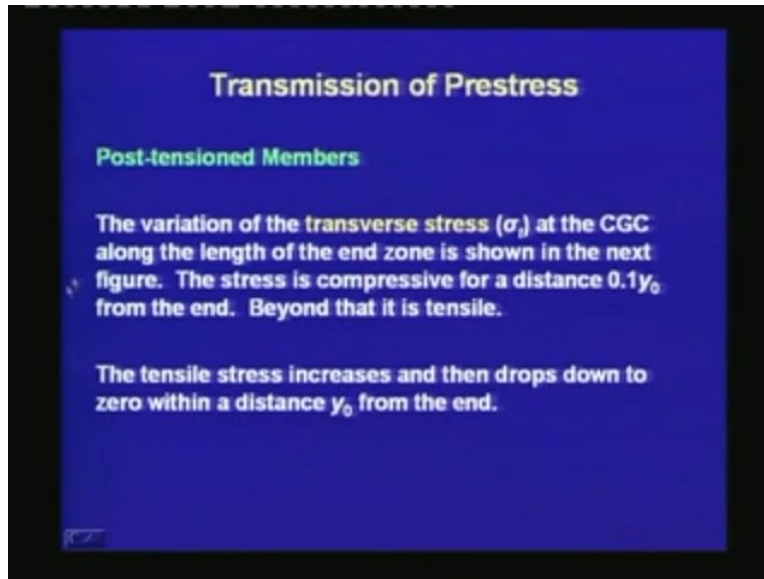 Transmission of Prestress
Post-tensioned Members
The variation of the transverse stress (σₜ) at the CGC
along the length of the end zone is shown in the next
figure. The stress is compressive for a distance 0.1y₀
from the end. Beyond that it is tensile.
The tensile stress increases and then drops down to
zero within a distance y₀ from the end.